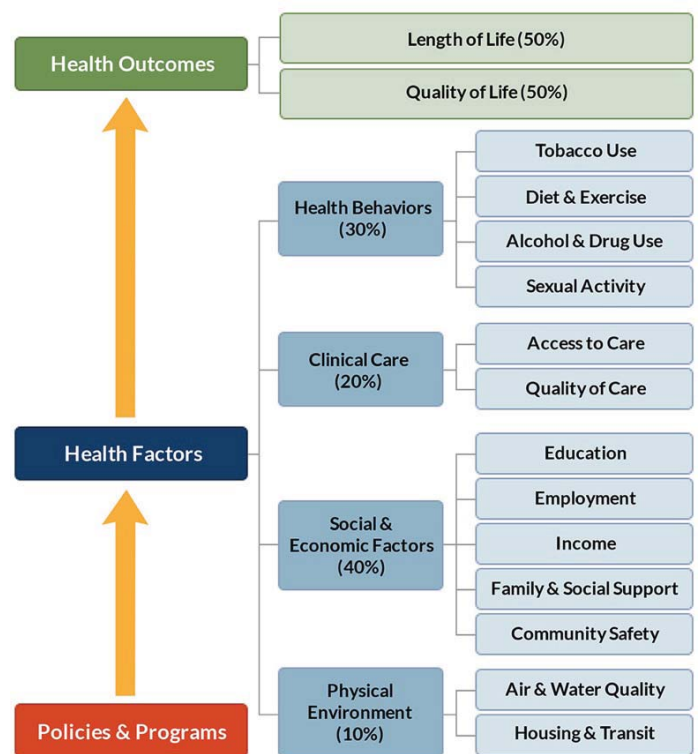 Health Outcomes
Length of Life (50%)
Quality of Life (50%)
Health Factors
Health Behaviors
(30%)
Tobacco Use
Diet & Exercise
Alcohol & Drug Use
Sexual Activity
Clinical Care
(20%)
Access to Care
Quality of Care
Social &
Economic Factors
(40%)
Education
Employment
Income
Family & Social Support
Community Safety
Physical
Environment
(10%)
Air & Water Quality
Housing & Transit
Policies & Programs